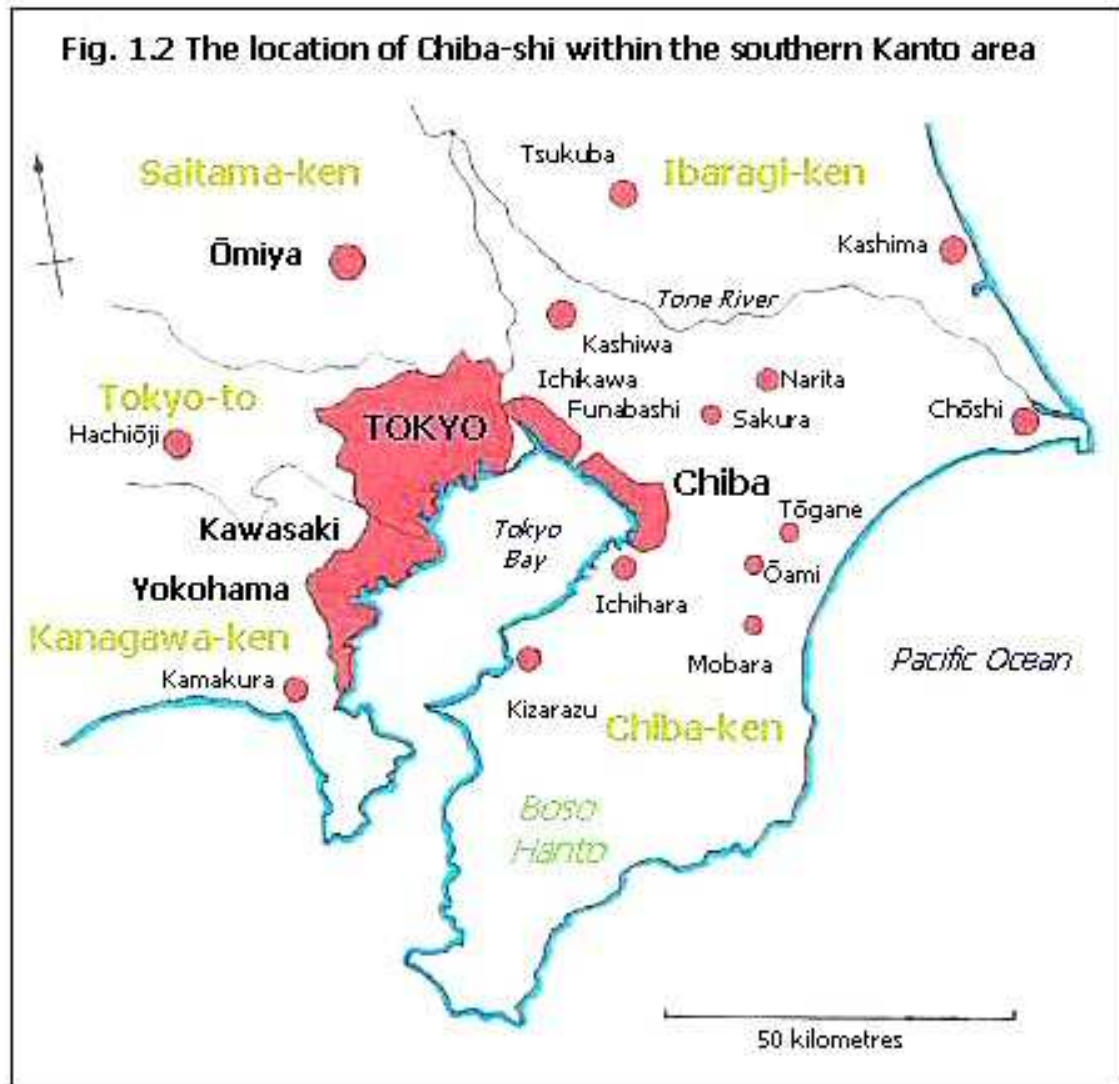 Fig. 1.2 The location of Chiba-shi within the southern Kanto area
Tsukuba
Saitama-ken
Ibaragi-ken
Ōmiya
Kashima
Tone River
Kashiwa
Ichikawa
Narita
Tokyo-to
Funabashi
Sakura
Chōshi
Hachiōji
TOKYO
Chiba
Tōgane
Kawasaki
Tokyo
Bay
Ōami
Yokohama
Ichihara
Kanagawa-ken
Mobara
Pacific Ocean
Kamakura
Kizarazu
Chiba-ken
Boso
Hanto
50 kilometres